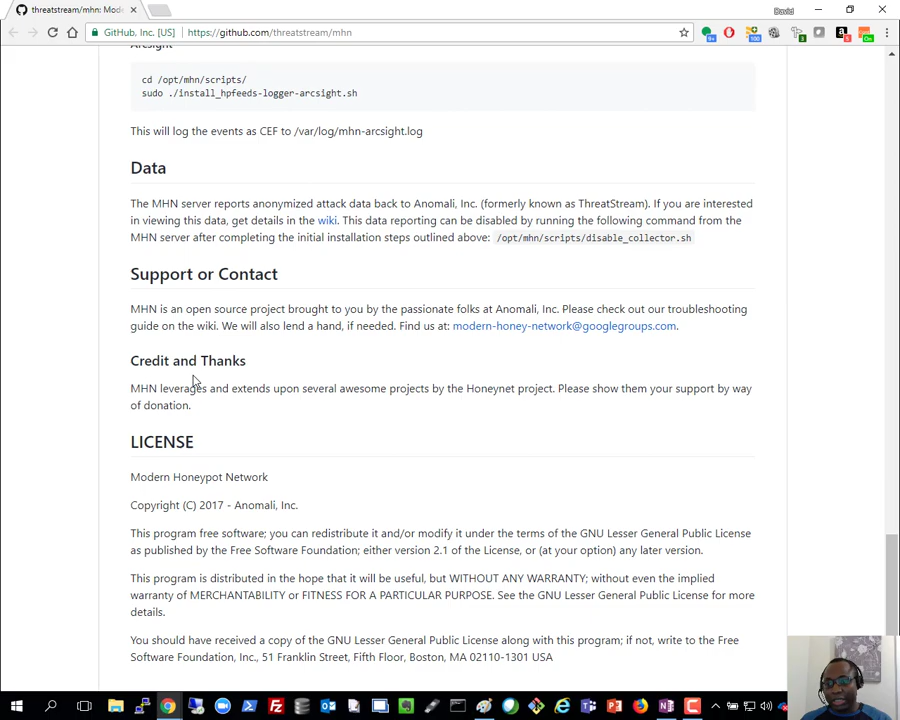 threatstream/mhn: Mode
David
GitHub, Inc. [US]
https://github.com/threatstream/mhn
Arcsight
cd /opt/mhn/scripts/
sudo ./install_hpfeeds-logger-arcsight.sh
This will log the events as CEF to /var/log/mhn-arcsight.log
Data
The MHN server reports anonymized attack data back to Anomali, Inc. (formerly known as ThreatStream). If you are interested
in viewing this data, get details in the wiki. This data reporting can be disabled by running the following command from the
MHN server after completing the initial installation steps outlined above: /opt/mhn/scripts/disable_collector.sh
Support or Contact
MHN is an open source project brought to you by the passionate folks at Anomali, Inc. Please check out our troubleshooting
guide on the wiki. We will also lend a hand, if needed. Find us at: modern-honey-network@googlegroups.com.
Credit and Thanks
MHN leverages and extends upon several awesome projects by the Honeynet project. Please show them your support by way
of donation.
LICENSE
Modern Honeypot Network
Copyright (C) 2017 - Anomali, Inc.
This program free software; you can redistribute it and/or modify it under the terms of the GNU Lesser General Public License
as published by the Free Software Foundation; either version 2.1 of the License, or (at your option) any later version.
This program is distributed in the hope that it will be useful, but WITHOUT ANY WARRANTY; without even the implied
warranty of MERCHANTABILITY or FITNESS FOR A PARTICULAR PURPOSE. See the GNU Lesser General Public License for more
details.
You should have received a copy of the GNU Lesser General Public License along with this program; if not, write to the Free
Software Foundation, Inc., 51 Franklin Street, Fifth Floor, Boston, MA 02110-1301 USA